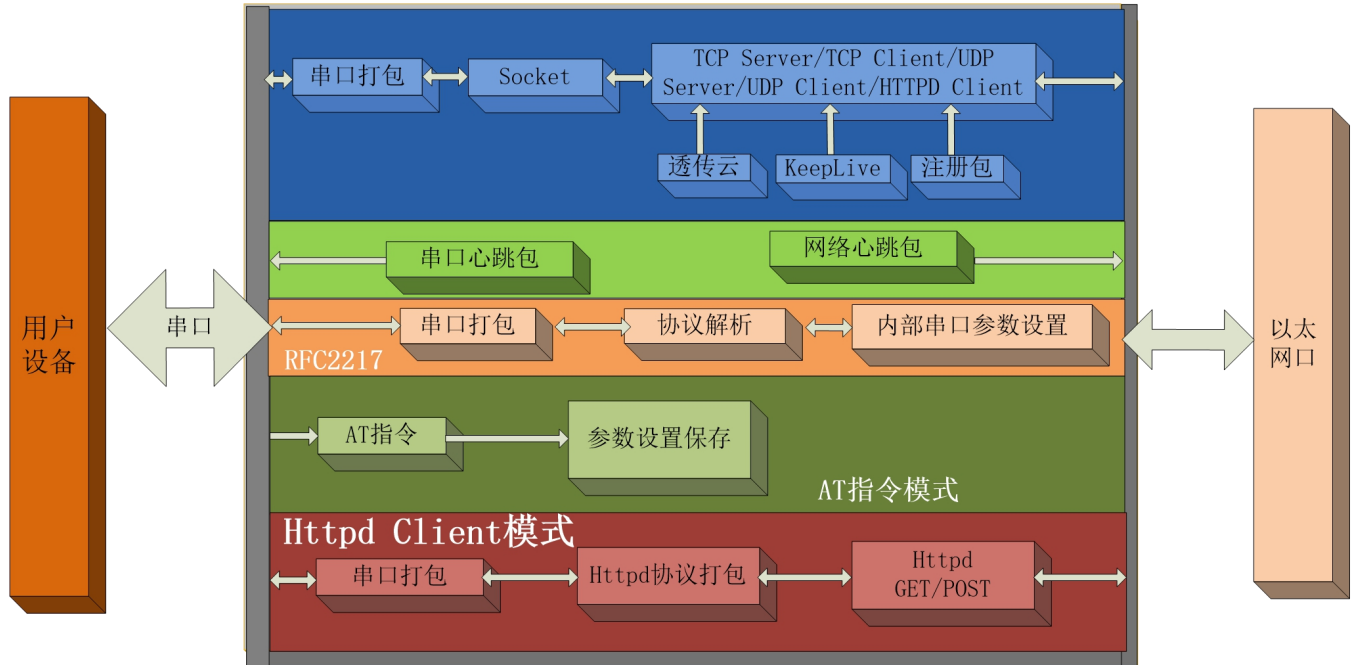 串口打包
Socket
TCP Server/TCP Client/UDP
Server/UDP Client/HTTPD Client
透传云
KeepLive
注册包
串口心跳包
网络心跳包
用户
设备
串口
串口打包
协议解析
内部串口参数设置
RFC2217
以太
网口
AT指令
参数设置保存
AT指令模式
Httpd Client模式
串口打包
Httpd协议打包
Httpd
GET/POST